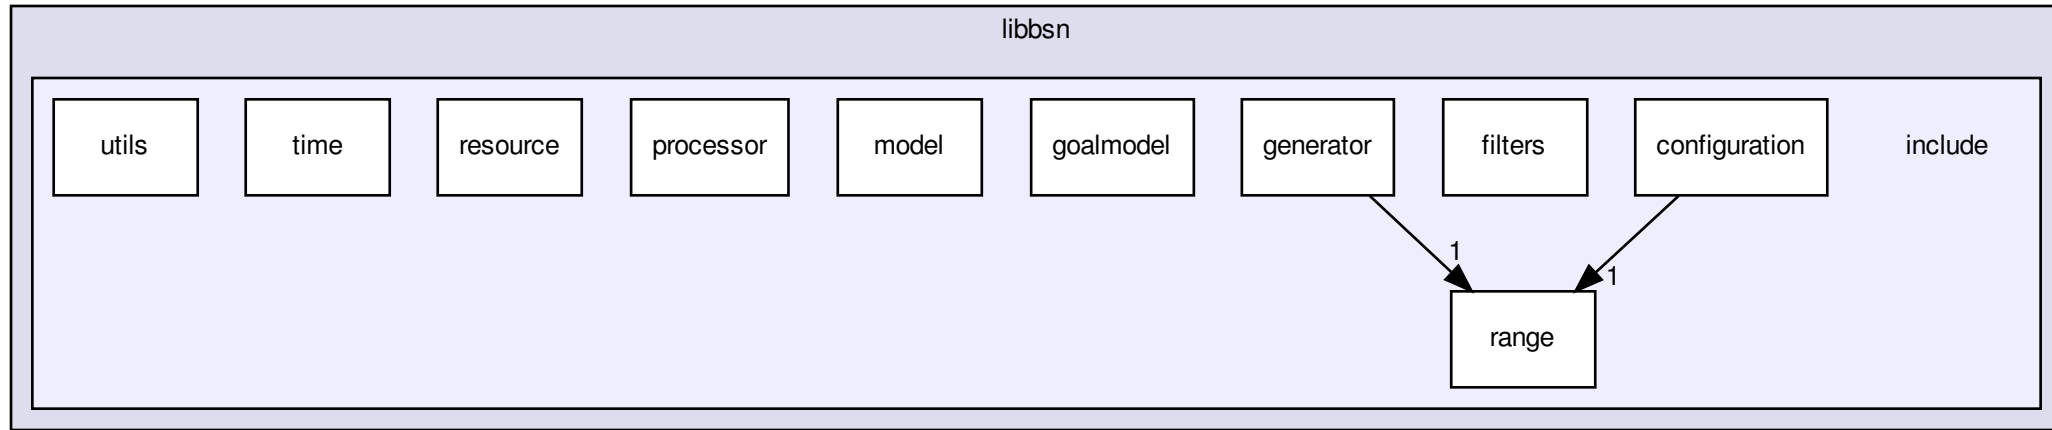 libbsn
utils
time
resource
processor
model
goalmodel
generator
filters
configuration
include
1
1
range